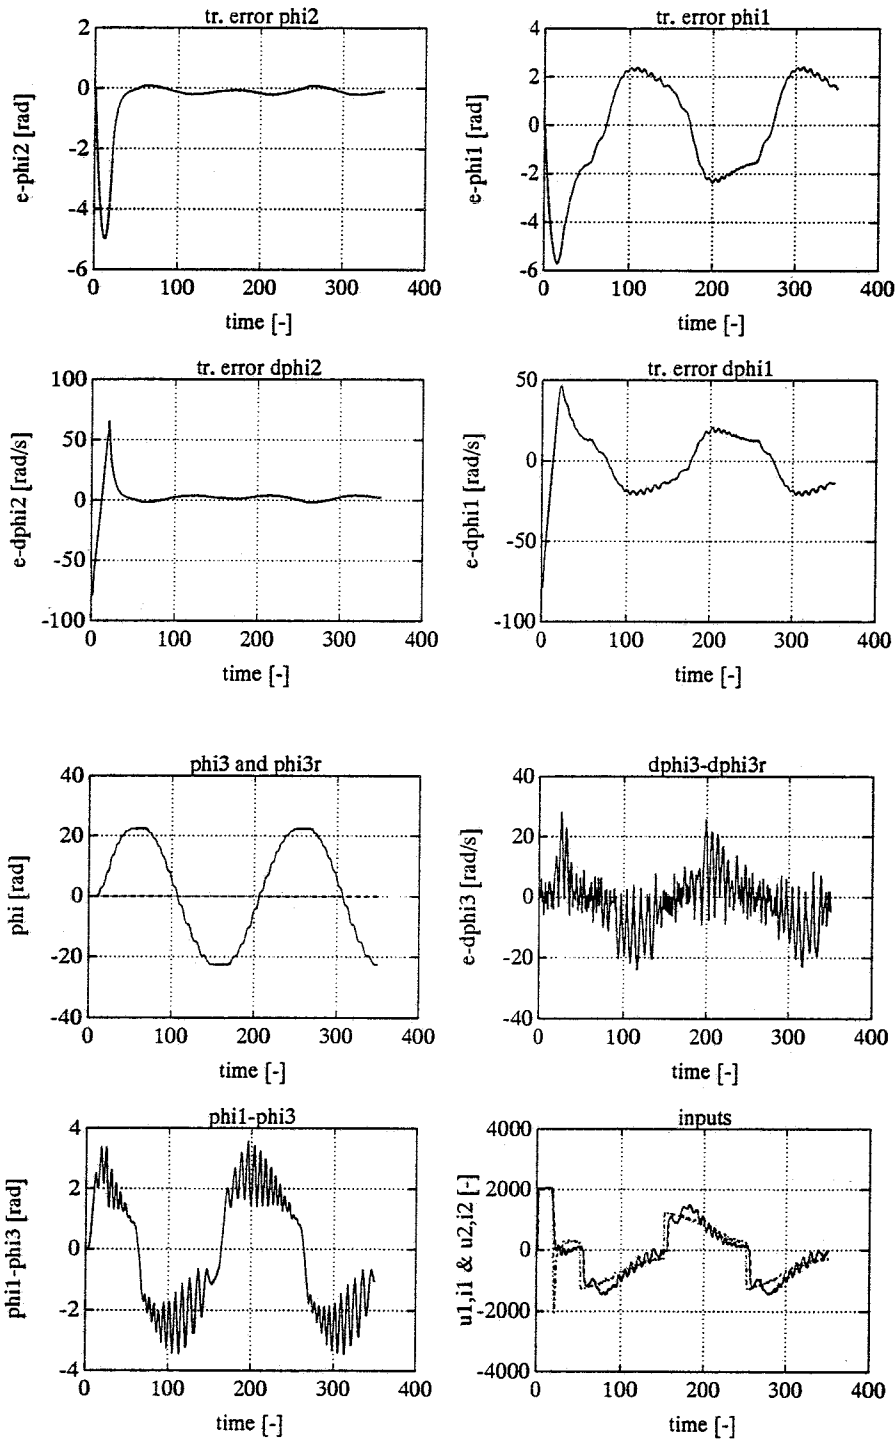 tr. error phi2
2
0
-2
-4
-6
e-phi2 [rad]
0 100 200 300 400
time [-]
tr. error phi1
4
2
0
-2
-4
-6
e-phi1 [rad]
0 100 200 300 400
time [-]
tr. error dphi2
100
50
0
-50
-100
e-dphi2 [rad/s]
0 100 200 300 400
time [-]
tr. error dphi1
50
0
-50
-100
e-dphi1 [rad/s]
0 100 200 300 400
time [-]
phi3 and phi3r
40
20
0
-20
-40
phi [rad]
0 100 200 300 400
time [-]
dphi3-dphi3r
40
20
0
-20
-40
e-dphi3 [rad/s]
0 100 200 300 400
time [-]
phi1-phi3
4
2
0
-2
-4
phi1-phi3 [rad]
0 100 200 300 400
time [-]
inputs
4000
2000
0
-2000
-4000
u1,i1 & u2,i2 [-]
0 100 200 300 400
time [-]